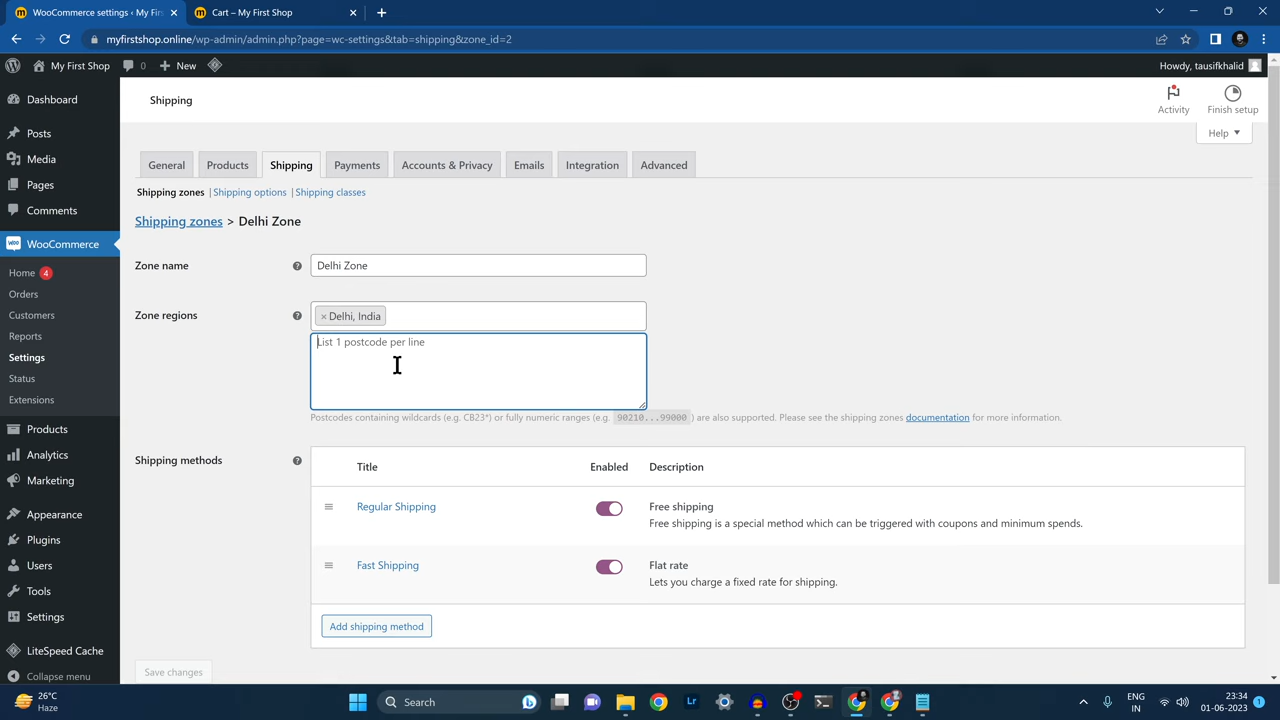 WooCommerce settings ‹ My First
Cart – My First Shop
myfirstshop.online/wp-admin/admin.php?page=wc-settings&tab=shipping&zone_id=2
My First Shop
0
New
Howdy, tausifkhalid
Dashboard
Posts
Media
Pages
Comments
WooCommerce
Home 4
Orders
Customers
Reports
Settings
Status
Extensions
Products
Analytics
Marketing
Appearance
Plugins
Users
Tools
Settings
LiteSpeed Cache
Collapse menu
Shipping
Activity
Finish setup
Help
General
Products
Shipping
Payments
Accounts & Privacy
Emails
Integration
Advanced
Shipping zones | Shipping options | Shipping classes
Shipping zones > Delhi Zone
Zone name
Delhi Zone
Zone regions
× Delhi, India
List 1 postcode per line
Postcodes containing wildcards (e.g. CB23*) or fully numeric ranges (e.g. 90210...99000 ) are also supported. Please see the shipping zones documentation for more information.
Shipping methods
Title
Enabled
Description
Regular Shipping
Free shipping
Free shipping is a special method which can be triggered with coupons and minimum spends.
Fast Shipping
Flat rate
Lets you charge a fixed rate for shipping.
Add shipping method
Save changes
26°C
Haze
Search
ENG
IN
23:34
01-06-2023
1